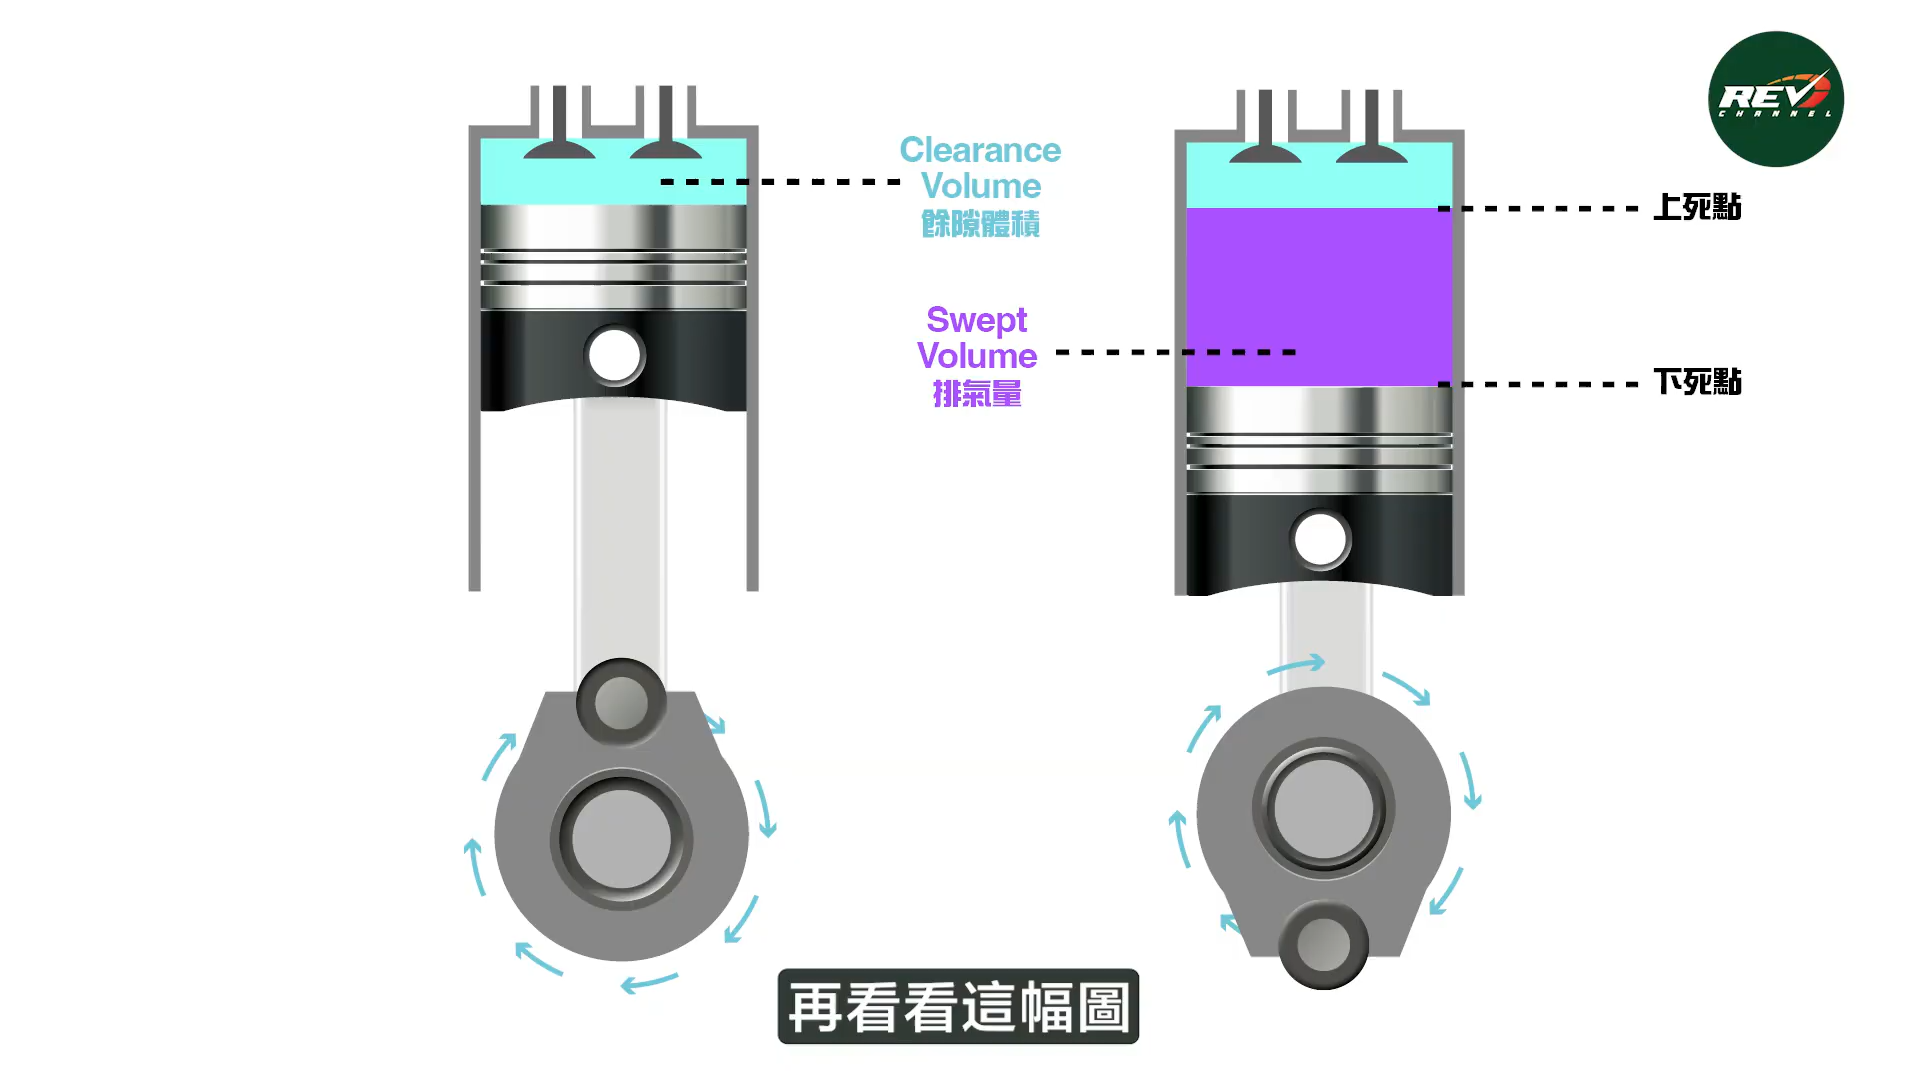 REV
CHANNEL
Clearance
Volume
餘隙體積
上死點
Swept
Volume
排氣量
下死點
再看看這幅圖